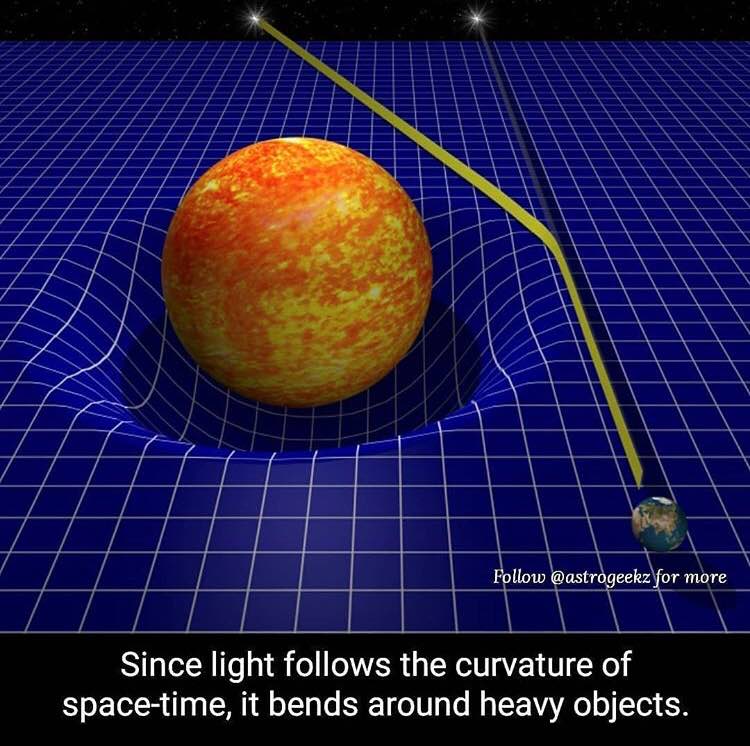 Follow @astrogeekz for more
Since light follows the curvature of
space-time, it bends around heavy objects.